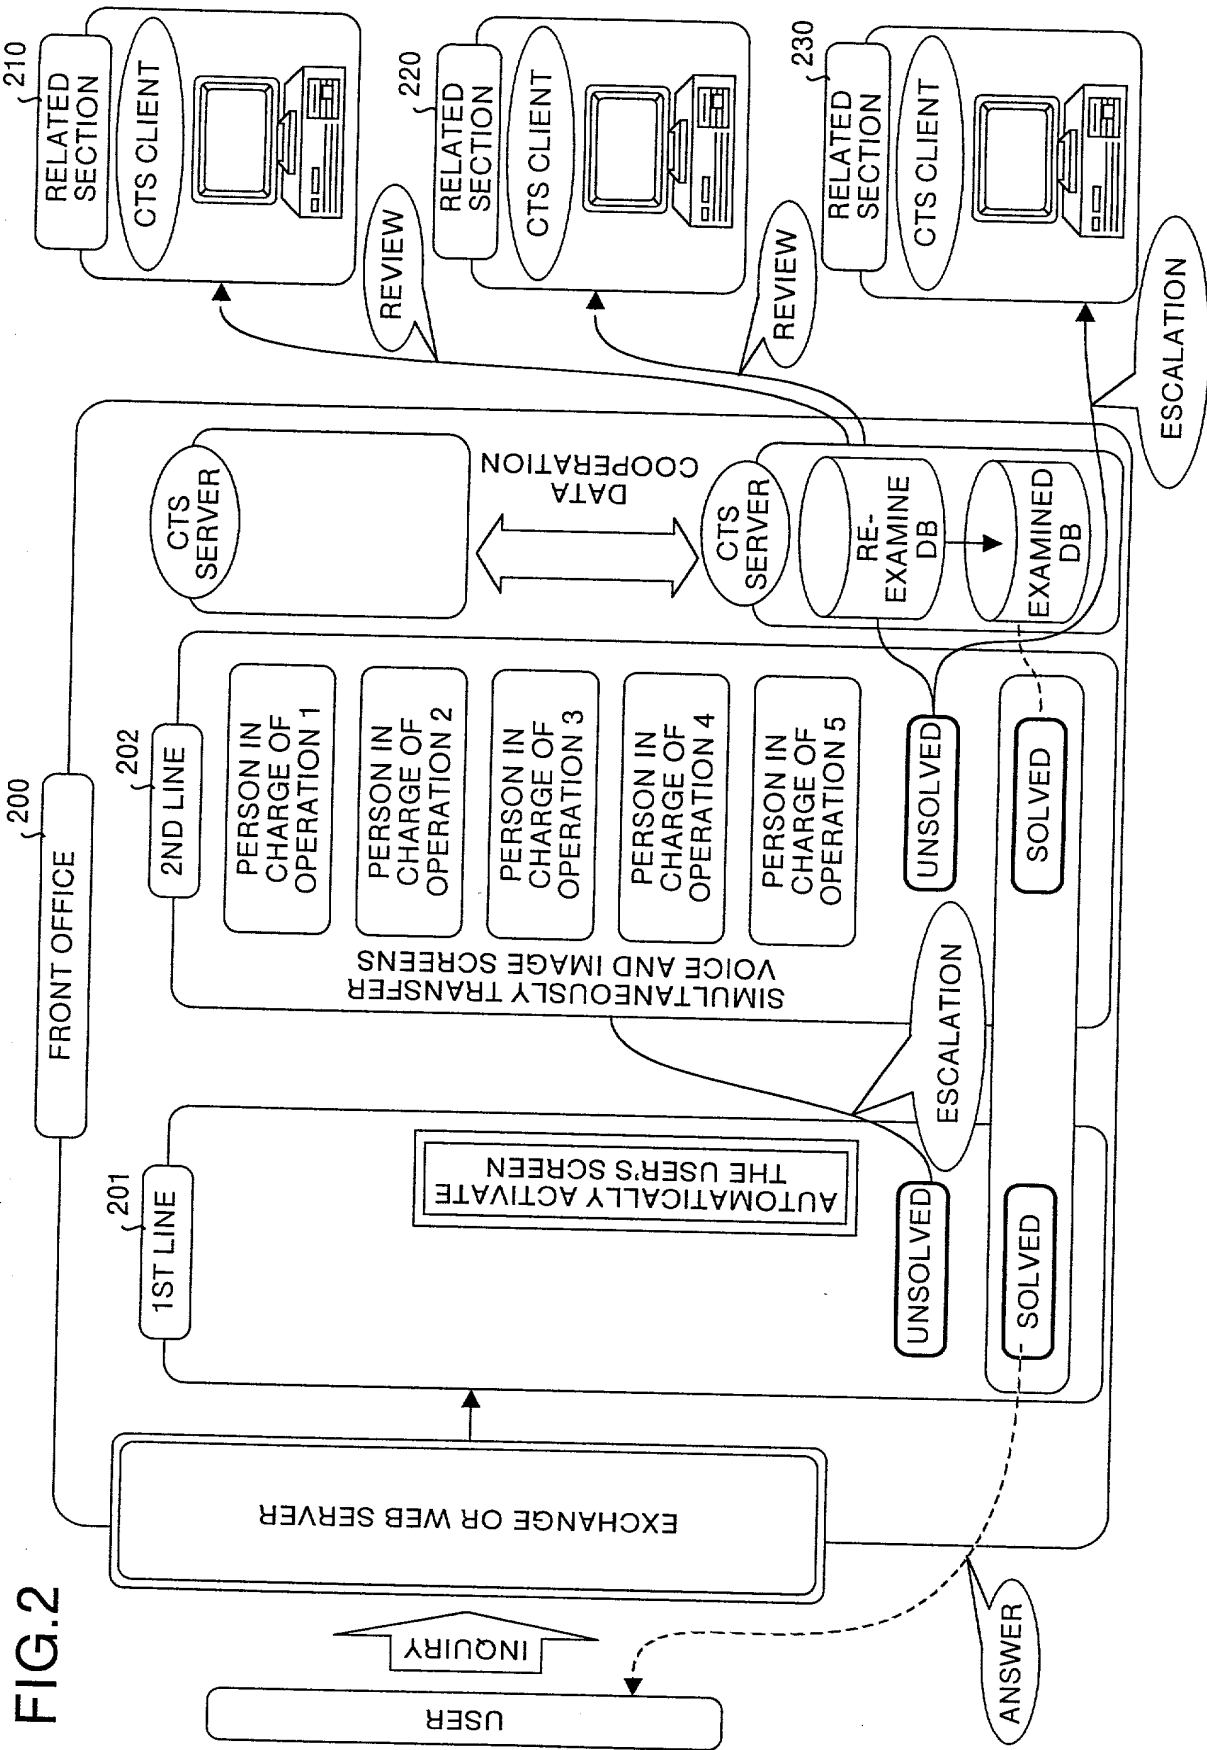 FIG.2
USER
INQUIRY
EXCHANGE OR WEB SERVER
ANSWER
FRONT OFFICE
200
1ST LINE
201
AUTOMATICALLY ACTIVATE
THE USER'S SCREEN
UNSOLVED
SOLVED
ESCALATION
2ND LINE
202
SIMULTANEOUSLY TRANSFER
VOICE AND IMAGE SCREENS
PERSON IN
CHARGE OF
OPERATION 1
PERSON IN
CHARGE OF
OPERATION 2
PERSON IN
CHARGE OF
OPERATION 3
PERSON IN
CHARGE OF
OPERATION 4
PERSON IN
CHARGE OF
OPERATION 5
UNSOLVED
SOLVED
CTS
SERVER
DATA
COOPERATION
CTS
SERVER
RE-
EXAMINE
DB
EXAMINED
DB
REVIEW
REVIEW
ESCALATION
210
RELATED
SECTION
CTS CLIENT
220
RELATED
SECTION
CTS CLIENT
230
RELATED
SECTION
CTS CLIENT